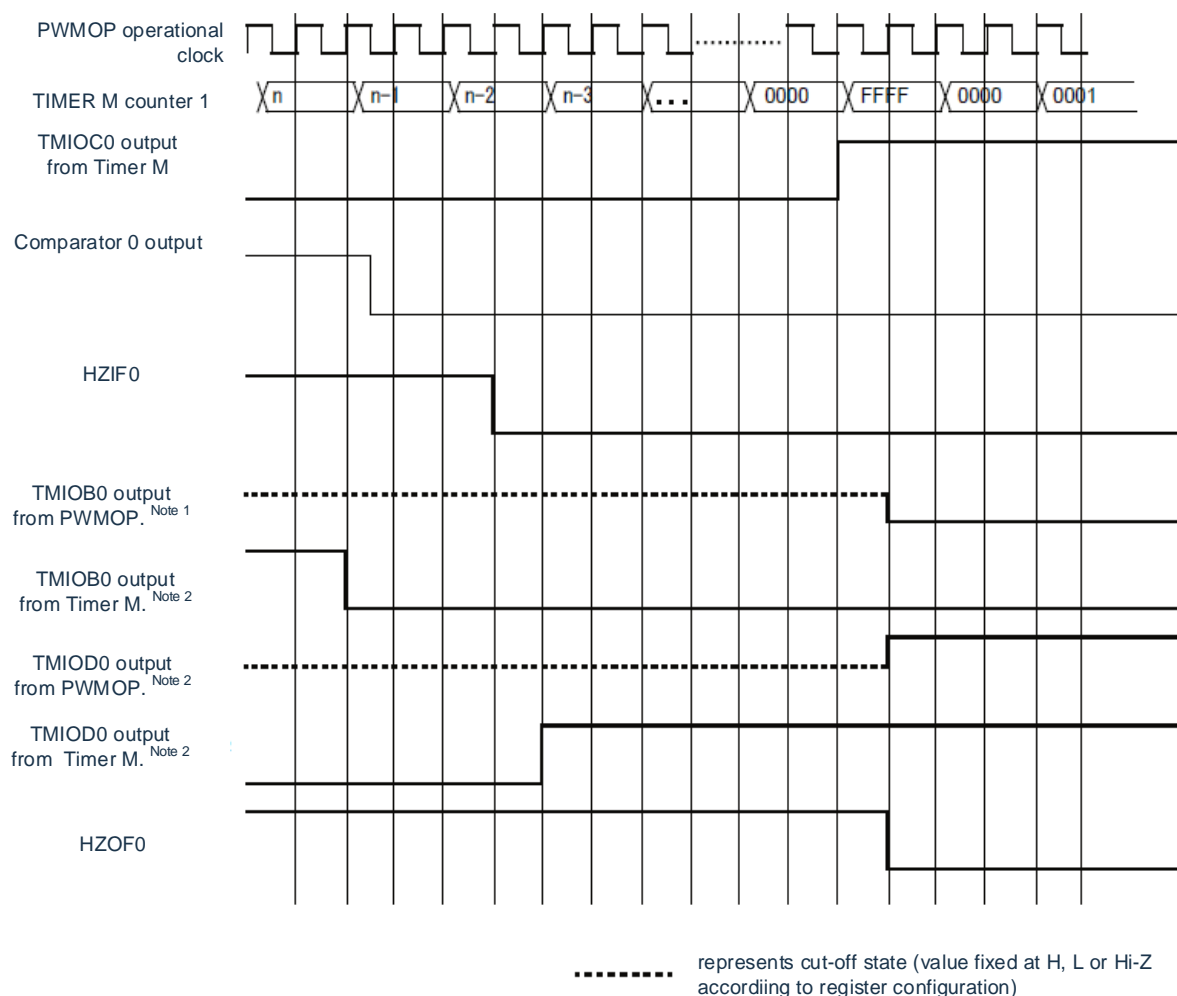 PWMOP operational
clock
TIMER M counter 1
n
n-1
n-2
n-3
...
0000
FFFF
0000
0001
TMIOC0 output
from Timer M
Comparator 0 output
HZIF0
TMIOB0 output
from PWMOP. Note 1
TMIOB0 output
from Timer M. Note 2
TMIOD0 output
from PWMOP. Note 2
TMIOD0 output
from Timer M. Note 2
HZOF0
represents cut-off state (value fixed at H, L or Hi-Z
accordiing to register configuration)